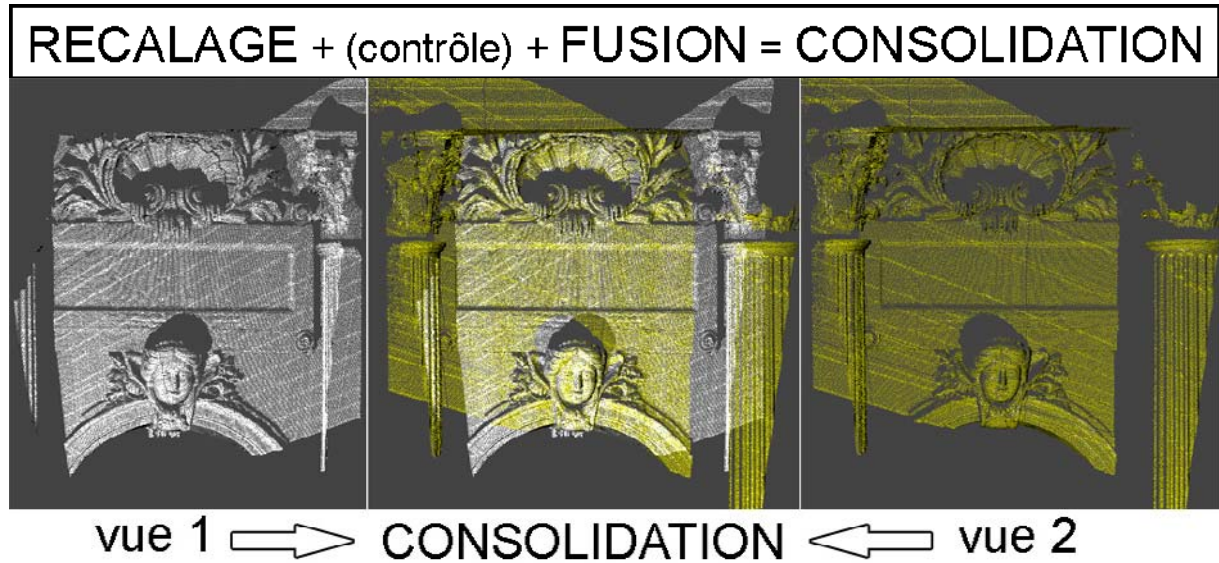 RECALAGE + (contrôle) + FUSION = CONSOLIDATION
vue 1 CONSOLIDATION vue 2